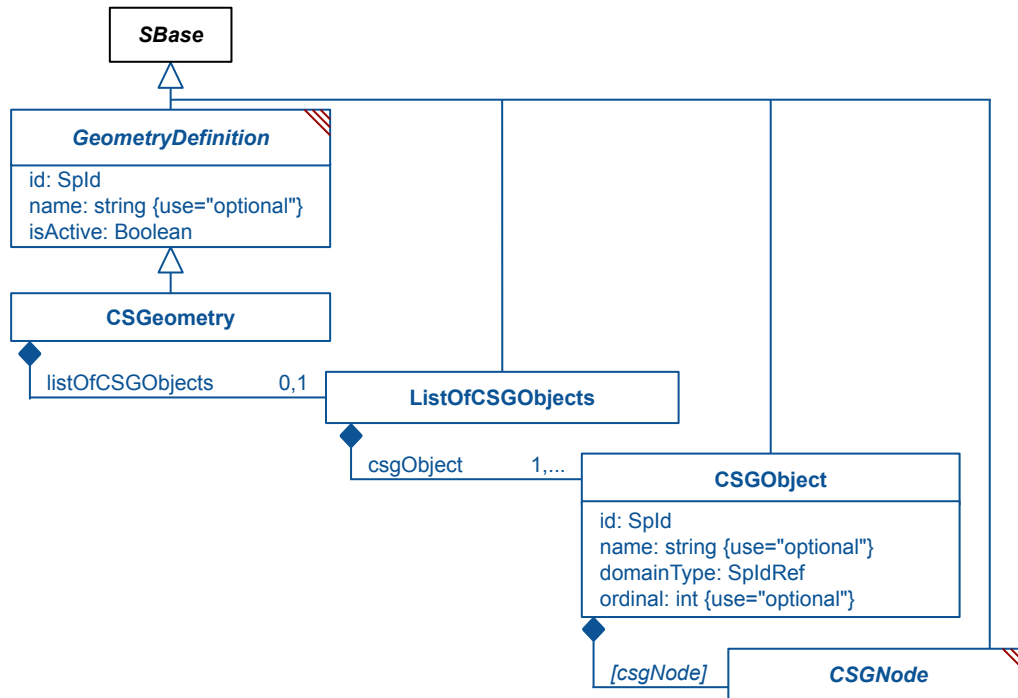 SBase
GeometryDefinition
id: SpId
name: string {use="optional"}
isActive: Boolean
CSGeometry
listOfCSGObjects 0,1
ListOfCSGObjects
csgObject 1,...
CSGObject
id: SpId
name: string {use="optional"}
domainType: SpIdRef
ordinal: int {use="optional"}
[csgNode]
CSGNode